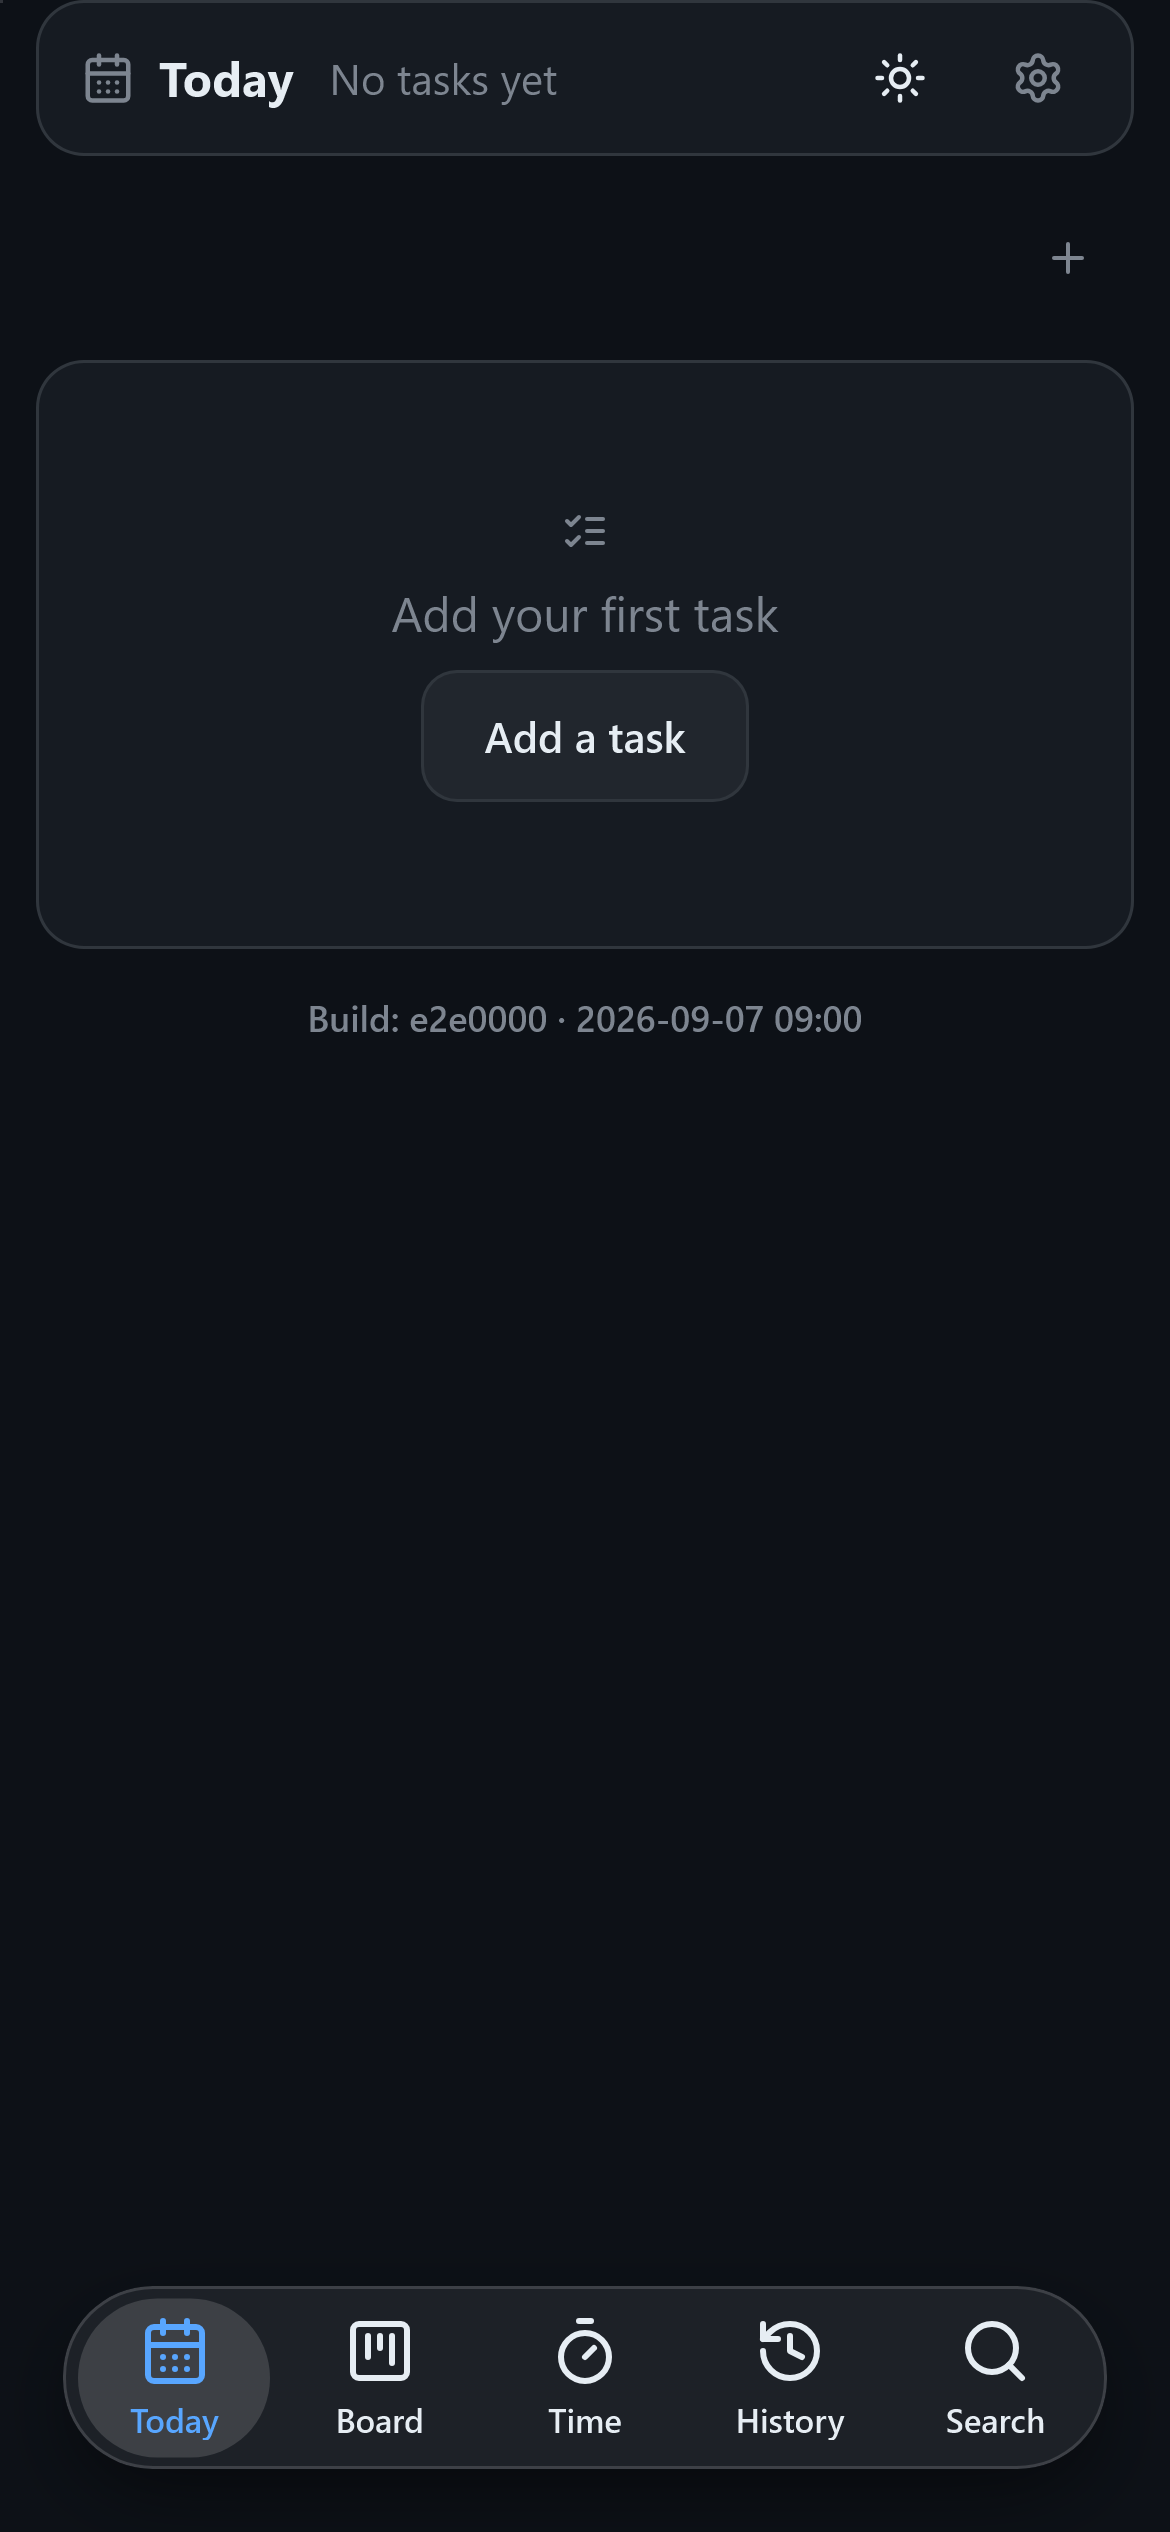 Today No tasks yet
Add your first task
Add a task
Build: e2e0000 · 2026-09-07 09:00
Today Board Time History Search